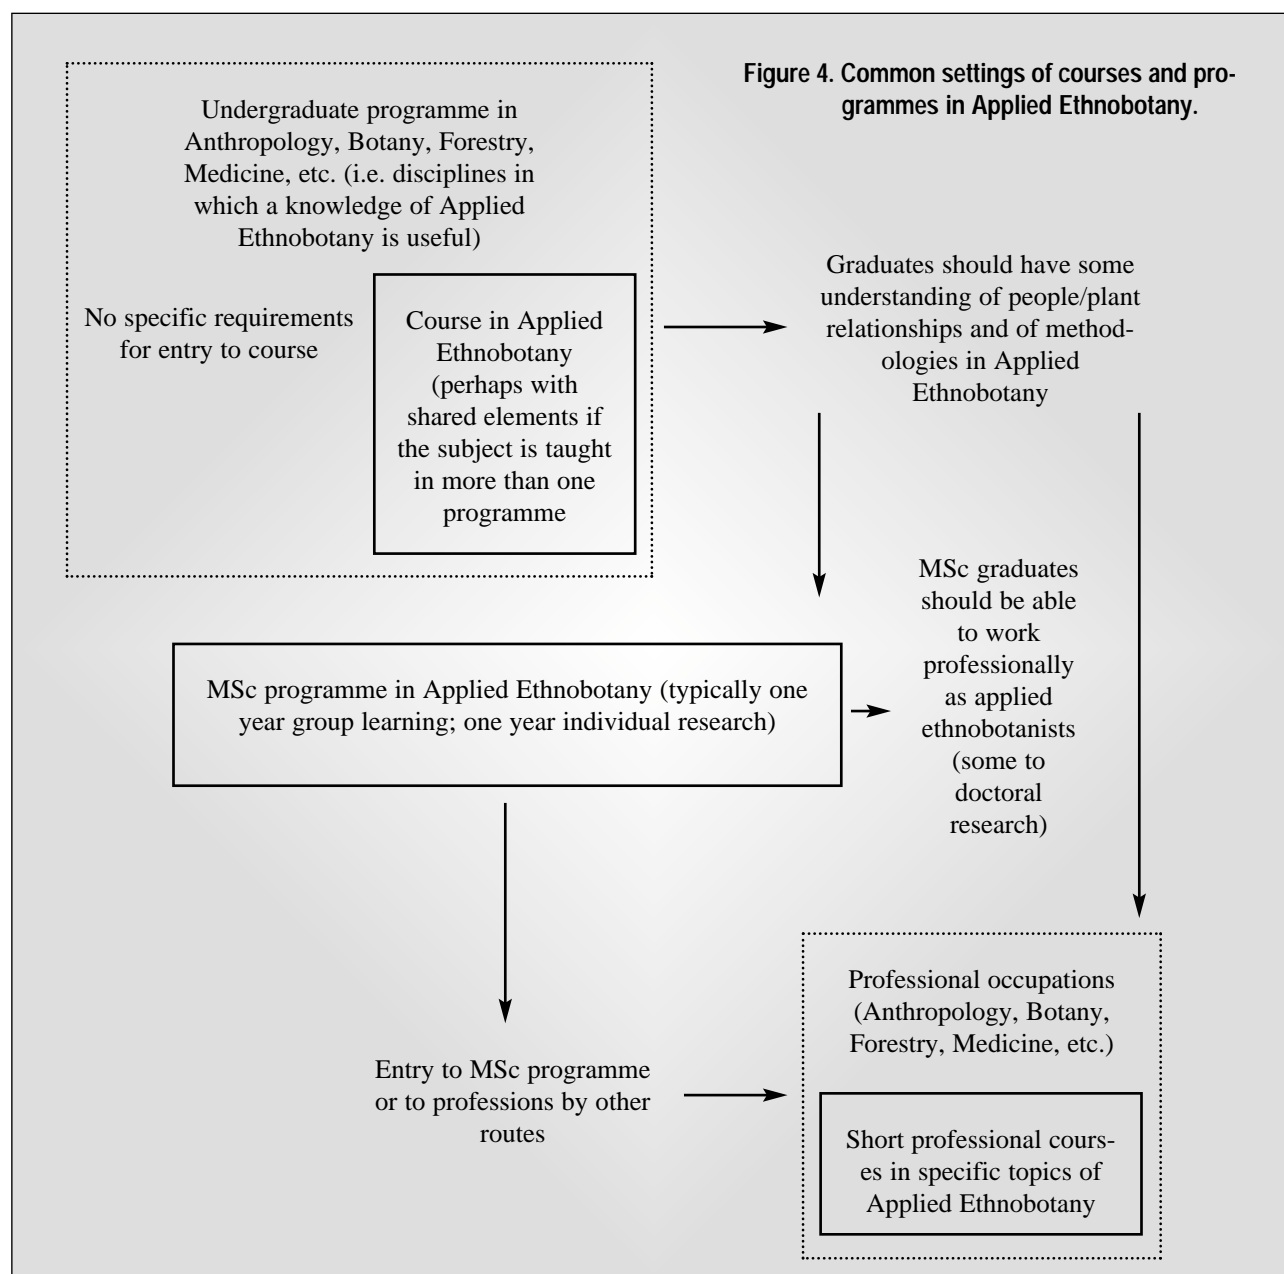 Figure 4. Common settings of courses and pro-
grammes in Applied Ethnobotany.
Undergraduate programme in
Anthropology, Botany, Forestry,
Medicine, etc. (i.e. disciplines in
which a knowledge of Applied
Ethnobotany is useful)
No specific requirements
for entry to course
Course in Applied
Ethnobotany
(perhaps with
shared elements if
the subject is taught
in more than one
programme
Graduates should have some
understanding of people/plant
relationships and of method-
ologies in Applied
Ethnobotany
MSc programme in Applied Ethnobotany (typically one
year group learning; one year individual research)
MSc graduates
should be able
to work
professionally
as applied
ethnobotanists
(some to
doctoral
research)
Entry to MSc programme
or to professions by other
routes
Professional occupations
(Anthropology, Botany,
Forestry, Medicine, etc.)
Short professional cours-
es in specific topics of
Applied Ethnobotany